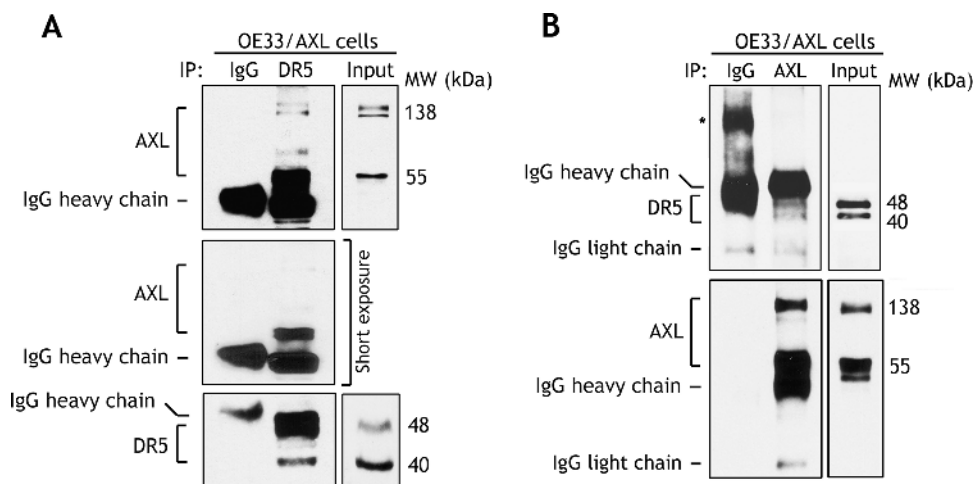 A
OE33/AXL cells
IP: IgG DR5 Input MW (kDa)
AXL
138
55
IgG heavy chain –
AXL
IgG heavy chain –
Short exposure
IgG heavy chain
DR5
48
40
B
OE33/AXL cells
IP: IgG AXL Input MW (kDa)
*
IgG heavy chain
DR5
48
40
IgG light chain –
AXL
138
55
IgG heavy chain –
IgG light chain –